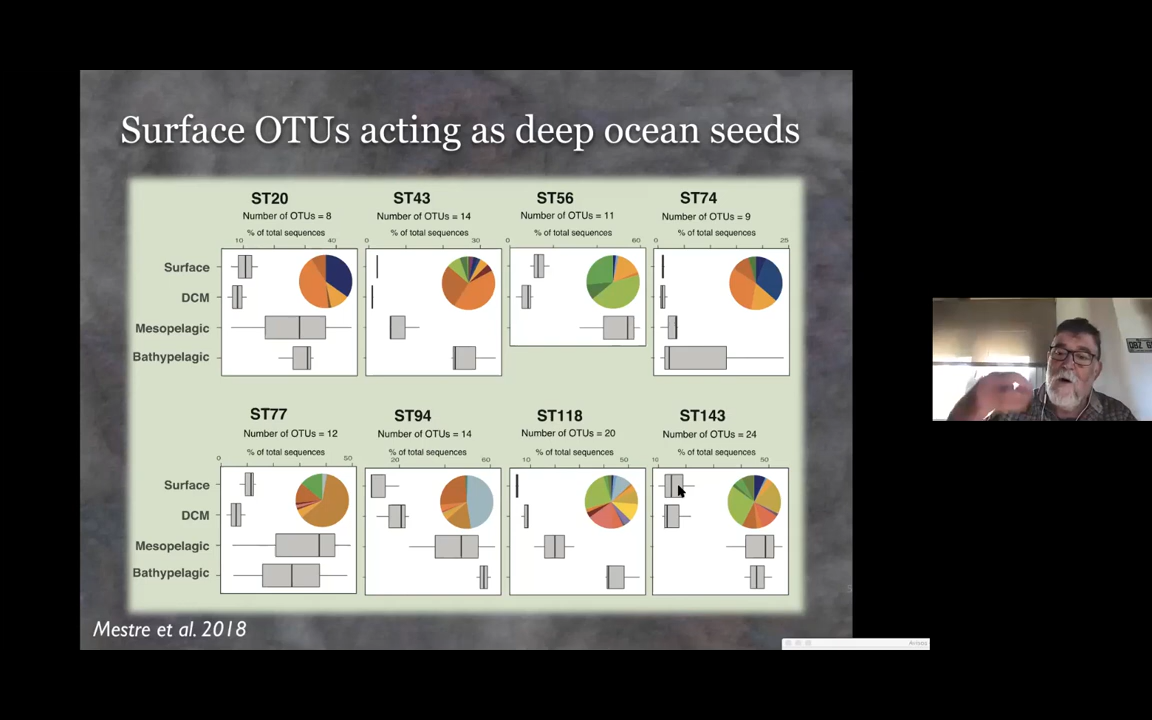 Surface OTUs acting as deep ocean seeds
ST20 ST43 ST56 ST74
Number of OTUs = 8 Number of OTUs = 14 Number of OTUs = 11 Number of OTUs = 9
% of total sequences % of total sequences % of total sequences % of total sequences
10 40 0 30 0 60 0 25
Surface
DCM
Mesopelagic
Bathypelagic
ST77 ST94 ST118 ST143
Number of OTUs = 12 Number of OTUs = 14 Number of OTUs = 20 Number of OTUs = 24
% of total sequences % of total sequences % of total sequences % of total sequences
0 50 20 60 10 50 10 50
Surface
DCM
Mesopelagic
Bathypelagic
Mestre et al. 2018